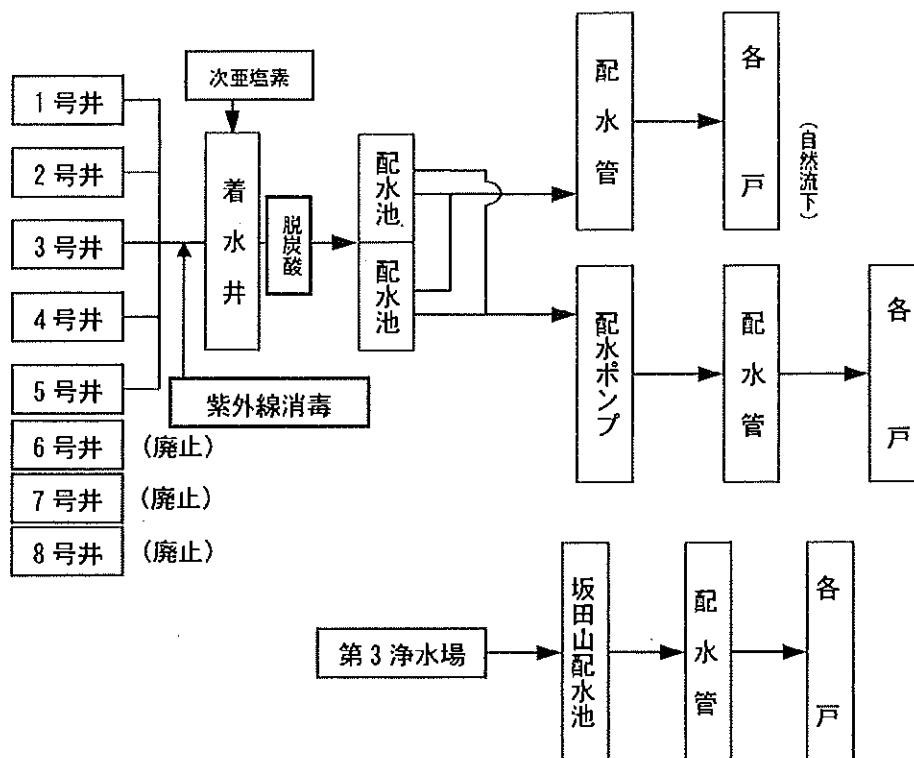 次亜塩素
1号井
2号井
3号井
4号井
5号井
6号井 (廃止)
7号井 (廃止)
8号井 (廃止)
着水井
紫外線消毒
脱炭酸
配水池
配水池
配水管
各戸
(自然流下)
配水ポンプ
配水管
各戸
第3浄水場
坂田山配水池
配水管
各戸